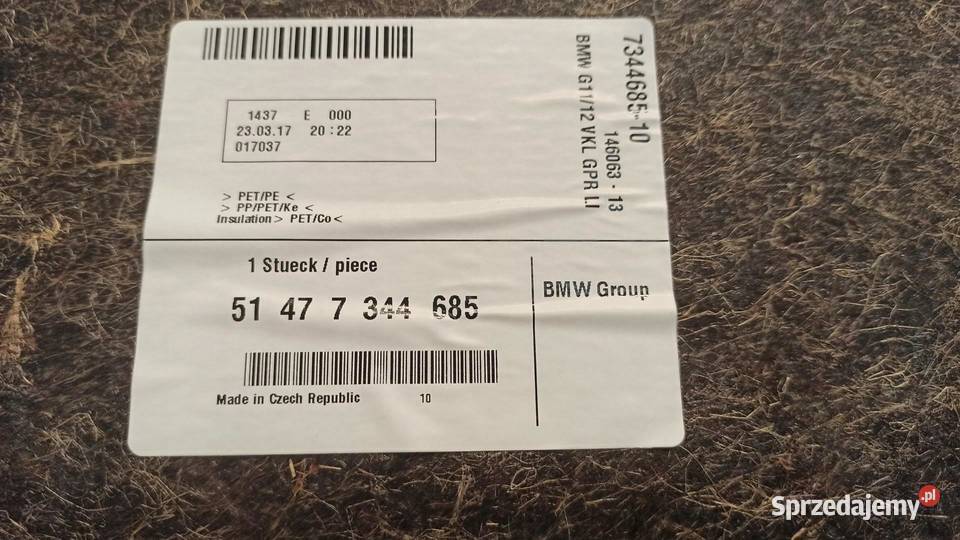 1437 E 000
23.03.17 20:22
017037
> PET/PE <
> PP/PET/Ke <
Insulation > PET/Co <
7344685-10
146063 - 13
BMW G11/12 VKL GPR LI
1 Stueck / piece
51 47 7 344 685
BMW Group
Made in Czech Republic 10
Sprzedajemy.pl